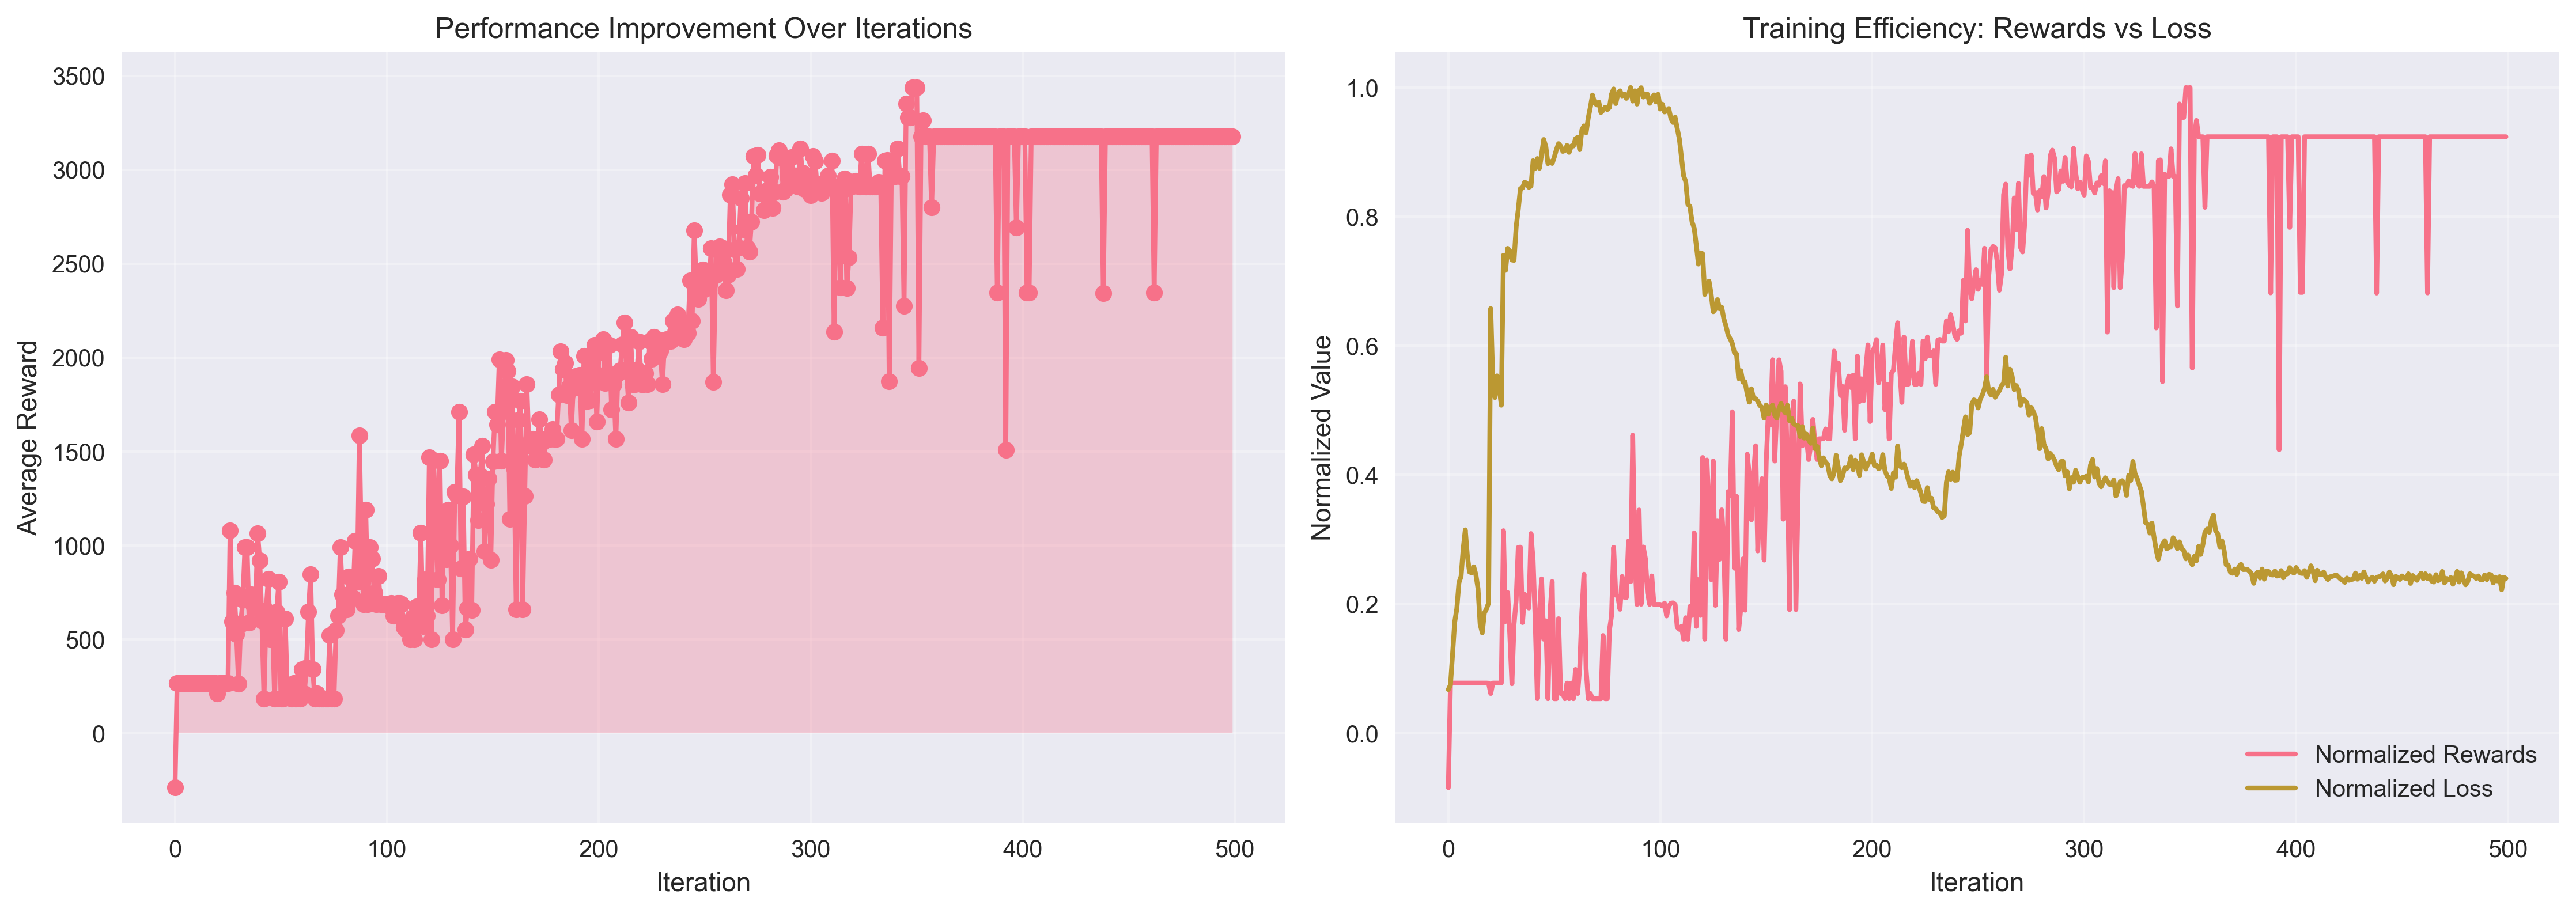 Performance Improvement Over Iterations
Average Reward
3500
3000
2500
2000
1500
1000
500
0
0 100 200 300 400 500
Iteration
Training Efficiency: Rewards vs Loss
Normalized Value
1.0
0.8
0.6
0.4
0.2
0.0
Normalized Rewards
Normalized Loss
0 100 200 300 400 500
Iteration